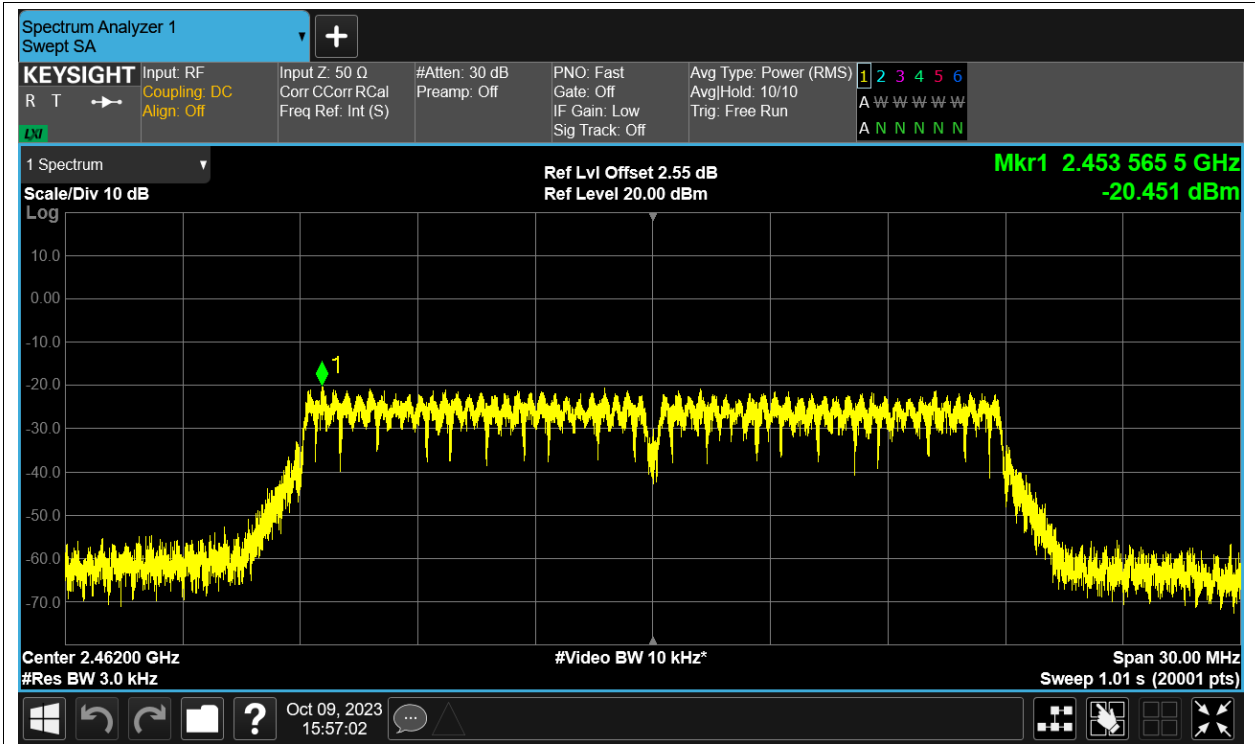 Spectrum Analyzer 1
Swept SA
KEYSIGHT
R T
LXI
Input: RF
Coupling: DC
Align: Off
Input Z: 50 Ω
Corr CCorr RCal
Freq Ref: Int (S)
#Atten: 30 dB
Preamp: Off
PNO: Fast
Gate: Off
IF Gain: Low
Sig Track: Off
Avg Type: Power (RMS)
Avg|Hold: 10/10
Trig: Free Run
1 2 3 4 5 6
A W W W W W
A N N N N N
1 Spectrum
Scale/Div 10 dB
Log
Ref Lvl Offset 2.55 dB
Ref Level 20.00 dBm
Mkr1 2.453 565 5 GHz
-20.451 dBm
10.0
0.00
-10.0
1
-20.0
-30.0
-40.0
-50.0
-60.0
-70.0
Center 2.46200 GHz
#Video BW 10 kHz*
Span 30.00 MHz
#Res BW 3.0 kHz
Sweep 1.01 s (20001 pts)
?
Oct 09, 2023
15:57:02